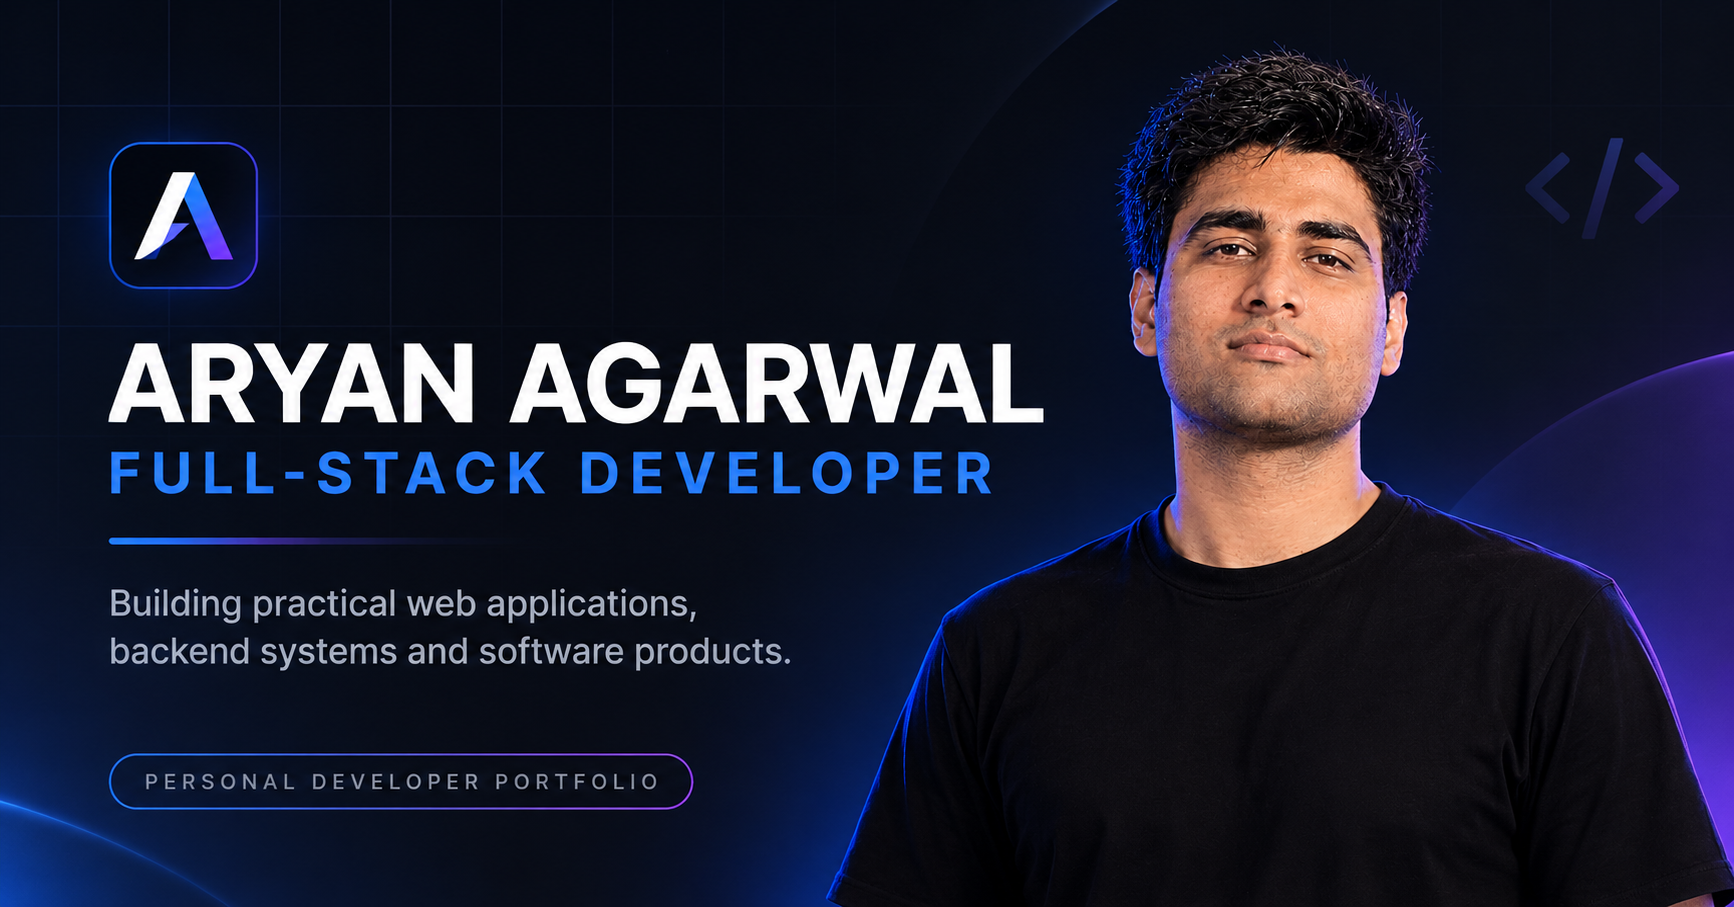 ARYAN AGARWAL
FULL-STACK DEVELOPER
Building practical web applications,
backend systems and software products.
PERSONAL DEVELOPER PORTFOLIO